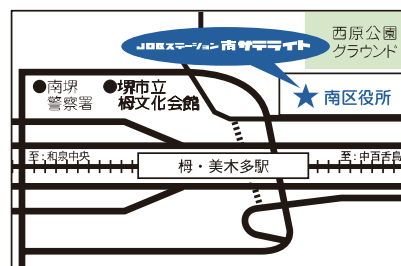 西原公園
グラウンド
JOBステーション 南サテライト
●南堺
警察署
●堺市立
栂文化会館
★南区役所
至:和泉中央
栂・美木多駅
至:中百舌鳥